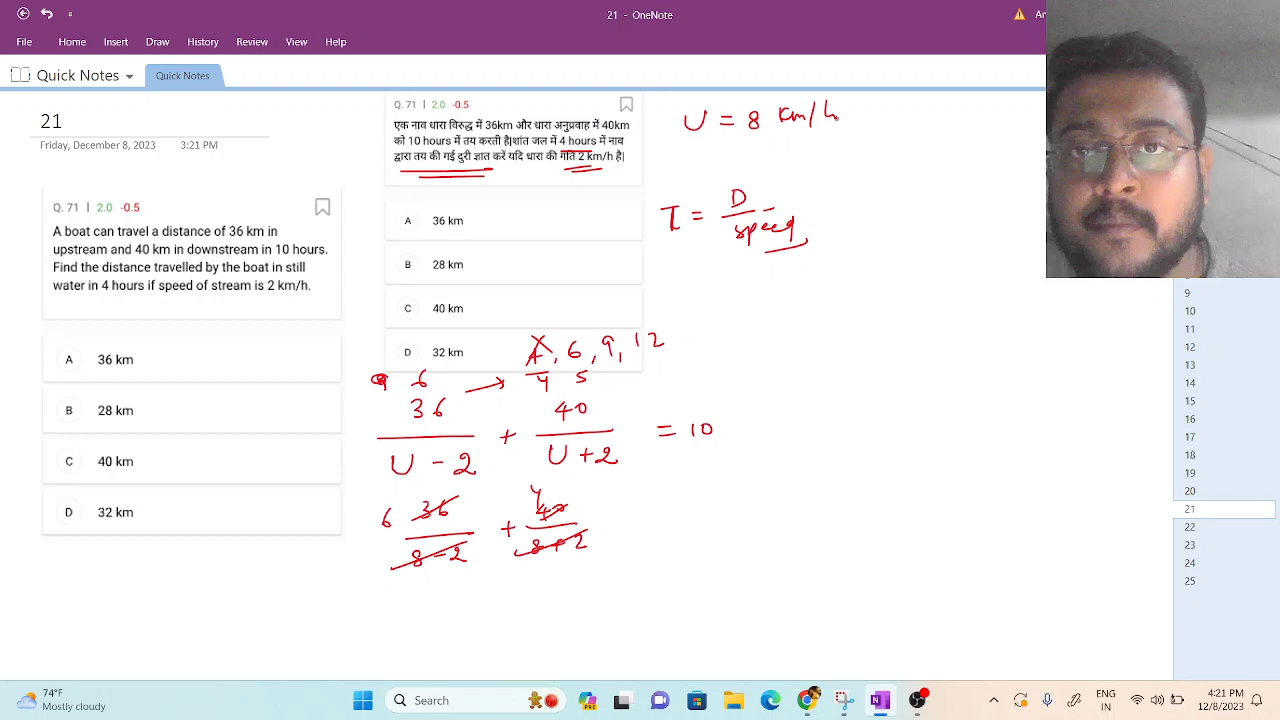 21 - OneNote
File Home Insert Draw History Review View Help
Quick Notes
Quick Notes
21
Friday, December 8, 2023 3:21 PM
Q. 71 | 2.0 -0.5
A boat can travel a distance of 36 km in
upstream and 40 km in downstream in 10 hours.
Find the distance travelled by the boat in still
water in 4 hours if speed of stream is 2 km/h.
A 36 km
B 28 km
C 40 km
D 32 km
Q. 71 | 2.0 -0.5
एक नाव धारा विरुद्ध में 36km और धारा अनुप्रवाह में 40km
को 10 hours में तय करती है|शांत जल में 4 hours में नाव
द्वारा तय की गई दुरी ज्ञात करें यदि धारा की गति 2 km/h है|
A 36 km
B 28 km
C 40 km
D 32 km
U = 8 km/h
T = D / speed
4, 6, 9, 12
6 4 5
36 / U - 2 + 40 / U + 2 = 10
6 36 / 8 - 2 + 4 40 / 8 + 2
9
10
11
12
13
14
15
16
17
18
19
20
21
22
23
24
25
74°F
Mostly cloudy
Search
ENG
IN
4:21 PM
12/8/2023